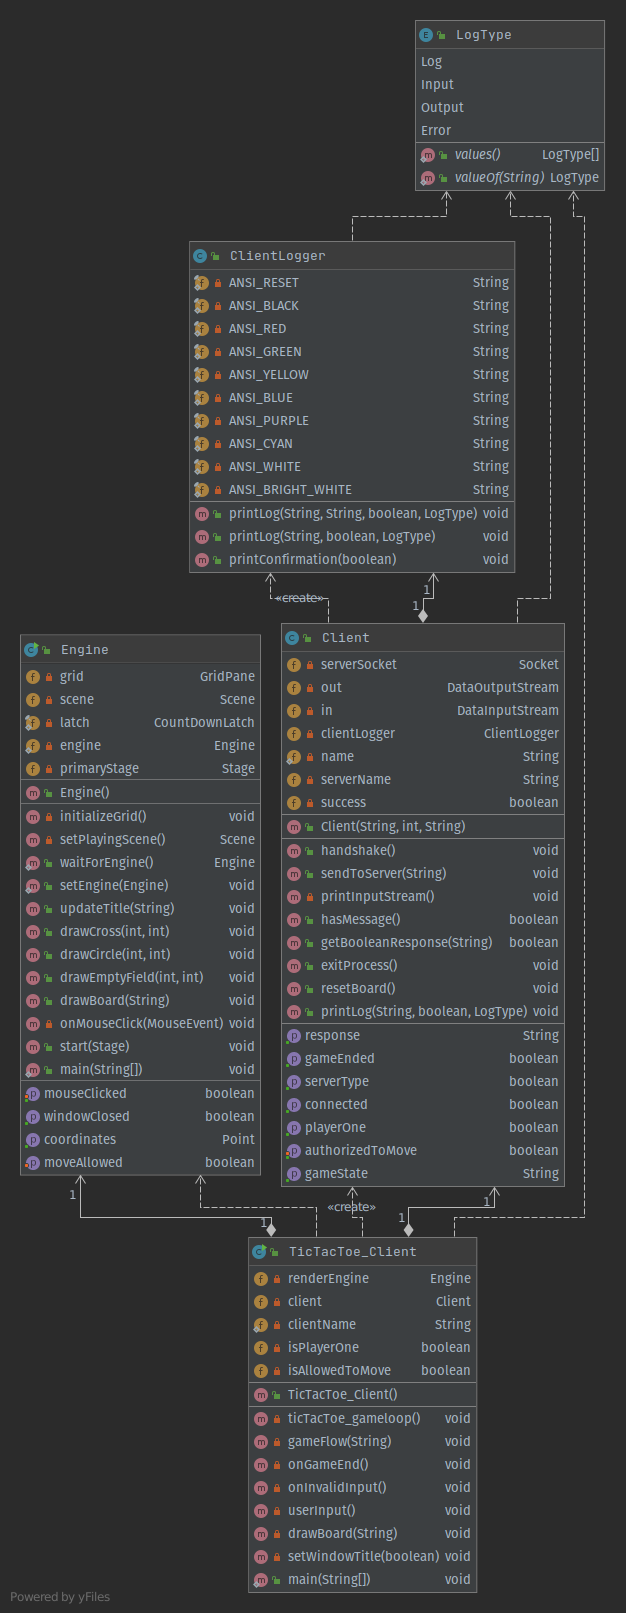 LogType
Log
Input
Output
Error
values() LogType[]
valueOf(String) LogType
ClientLogger
ANSI_RESET String
ANSI_BLACK String
ANSI_RED String
ANSI_GREEN String
ANSI_YELLOW String
ANSI_BLUE String
ANSI_PURPLE String
ANSI_CYAN String
ANSI_WHITE String
ANSI_BRIGHT_WHITE String
printLog(String, String, boolean, LogType) void
printLog(String, boolean, LogType) void
printConfirmation(boolean) void
1
«create»
1
Engine
grid GridPane
scene Scene
latch CountDownLatch
engine Engine
primaryStage Stage
Engine()
initializeGrid() void
setPlayingScene() Scene
waitForEngine() Engine
setEngine(Engine) void
updateTitle(String) void
drawCross(int, int) void
drawCircle(int, int) void
drawEmptyField(int, int) void
drawBoard(String) void
onMouseClick(MouseEvent) void
start(Stage) void
main(String[]) void
mouseClicked boolean
windowClosed boolean
coordinates Point
moveAllowed boolean
Client
serverSocket Socket
out DataOutputStream
in DataInputStream
clientLogger ClientLogger
name String
serverName String
success boolean
Client(String, int, String)
handshake() void
sendToServer(String) void
printInputStream() void
hasMessage() boolean
getBooleanResponse(String) boolean
exitProcess() void
resetBoard() void
printLog(String, boolean, LogType) void
response String
gameEnded boolean
serverType boolean
connected boolean
playerOne boolean
authorizedToMove boolean
gameState String
1
1
«create»
1
1
TicTacToe_Client
renderEngine Engine
client Client
clientName String
isPlayerOne boolean
isAllowedToMove boolean
TicTacToe_Client()
ticTacToe_gameloop() void
gameFlow(String) void
onGameEnd() void
onInvalidInput() void
userInput() void
drawBoard(String) void
setWindowTitle(boolean) void
main(String[]) void
Powered by yFiles